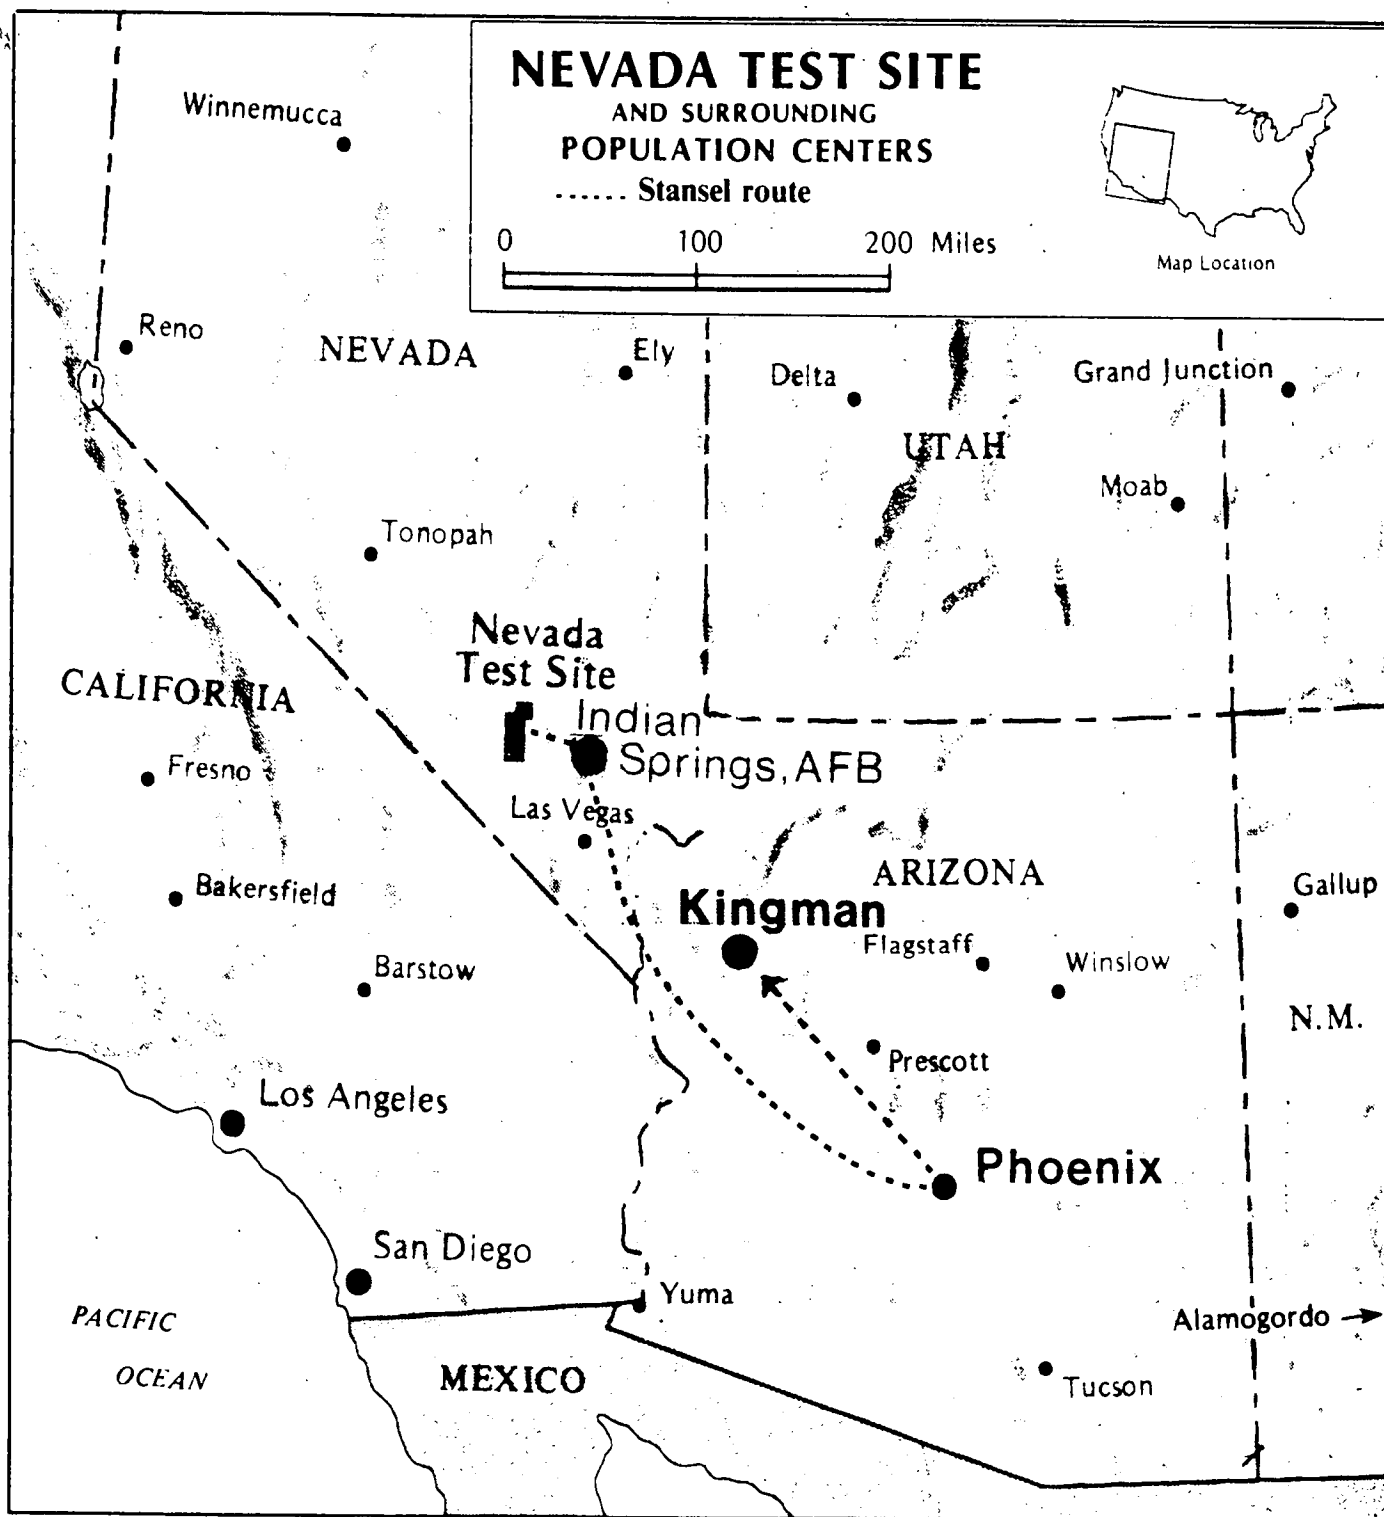 NEVADA TEST SITE
AND SURROUNDING
POPULATION CENTERS
...... Stansel route
0 100 200 Miles
Map Location
Winnemucca
Reno
NEVADA
Ely
Delta
Grand Junction
UTAH
Moab
Tonopah
Nevada
Test Site
CALIFORNIA
Indian
Springs, AFB
Fresno
Las Vegas
ARIZONA
Gallup
Bakersfield
Kingman
Flagstaff
Winslow
Barstow
N.M.
Prescott
Los Angeles
Phoenix
San Diego
Yuma
PACIFIC
OCEAN
Alamogordo →
MEXICO
Tucson